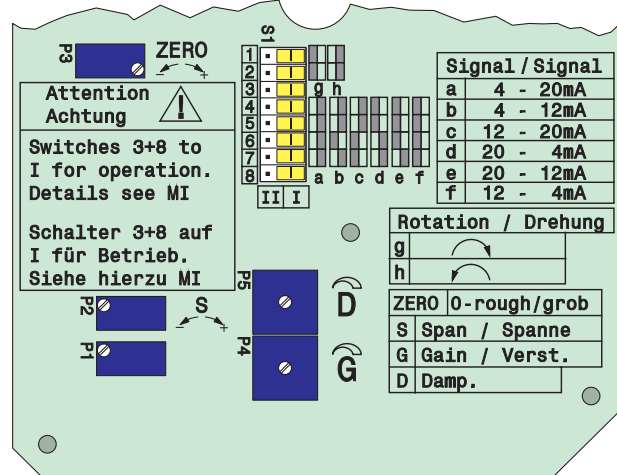 P3
ZERO
- +
Attention
Achtung
!
Switches 3+8 to
I for operation.
Details see MI
Schalter 3+8 auf
I für Betrieb.
Siehe hierzu MI
S1
1
2
3
4
5
6
7
8
g h
a b c d e f
II I
Signal / Signal
a 4 - 20mA
b 4 - 12mA
c 12 - 20mA
d 20 - 4mA
e 20 - 12mA
f 12 - 4mA
Rotation / Drehung
g
h
P2
S
- +
P1
P5
D
P4
G
ZERO 0-rough/grob
S Span / Spanne
G Gain / Verst.
D Damp.